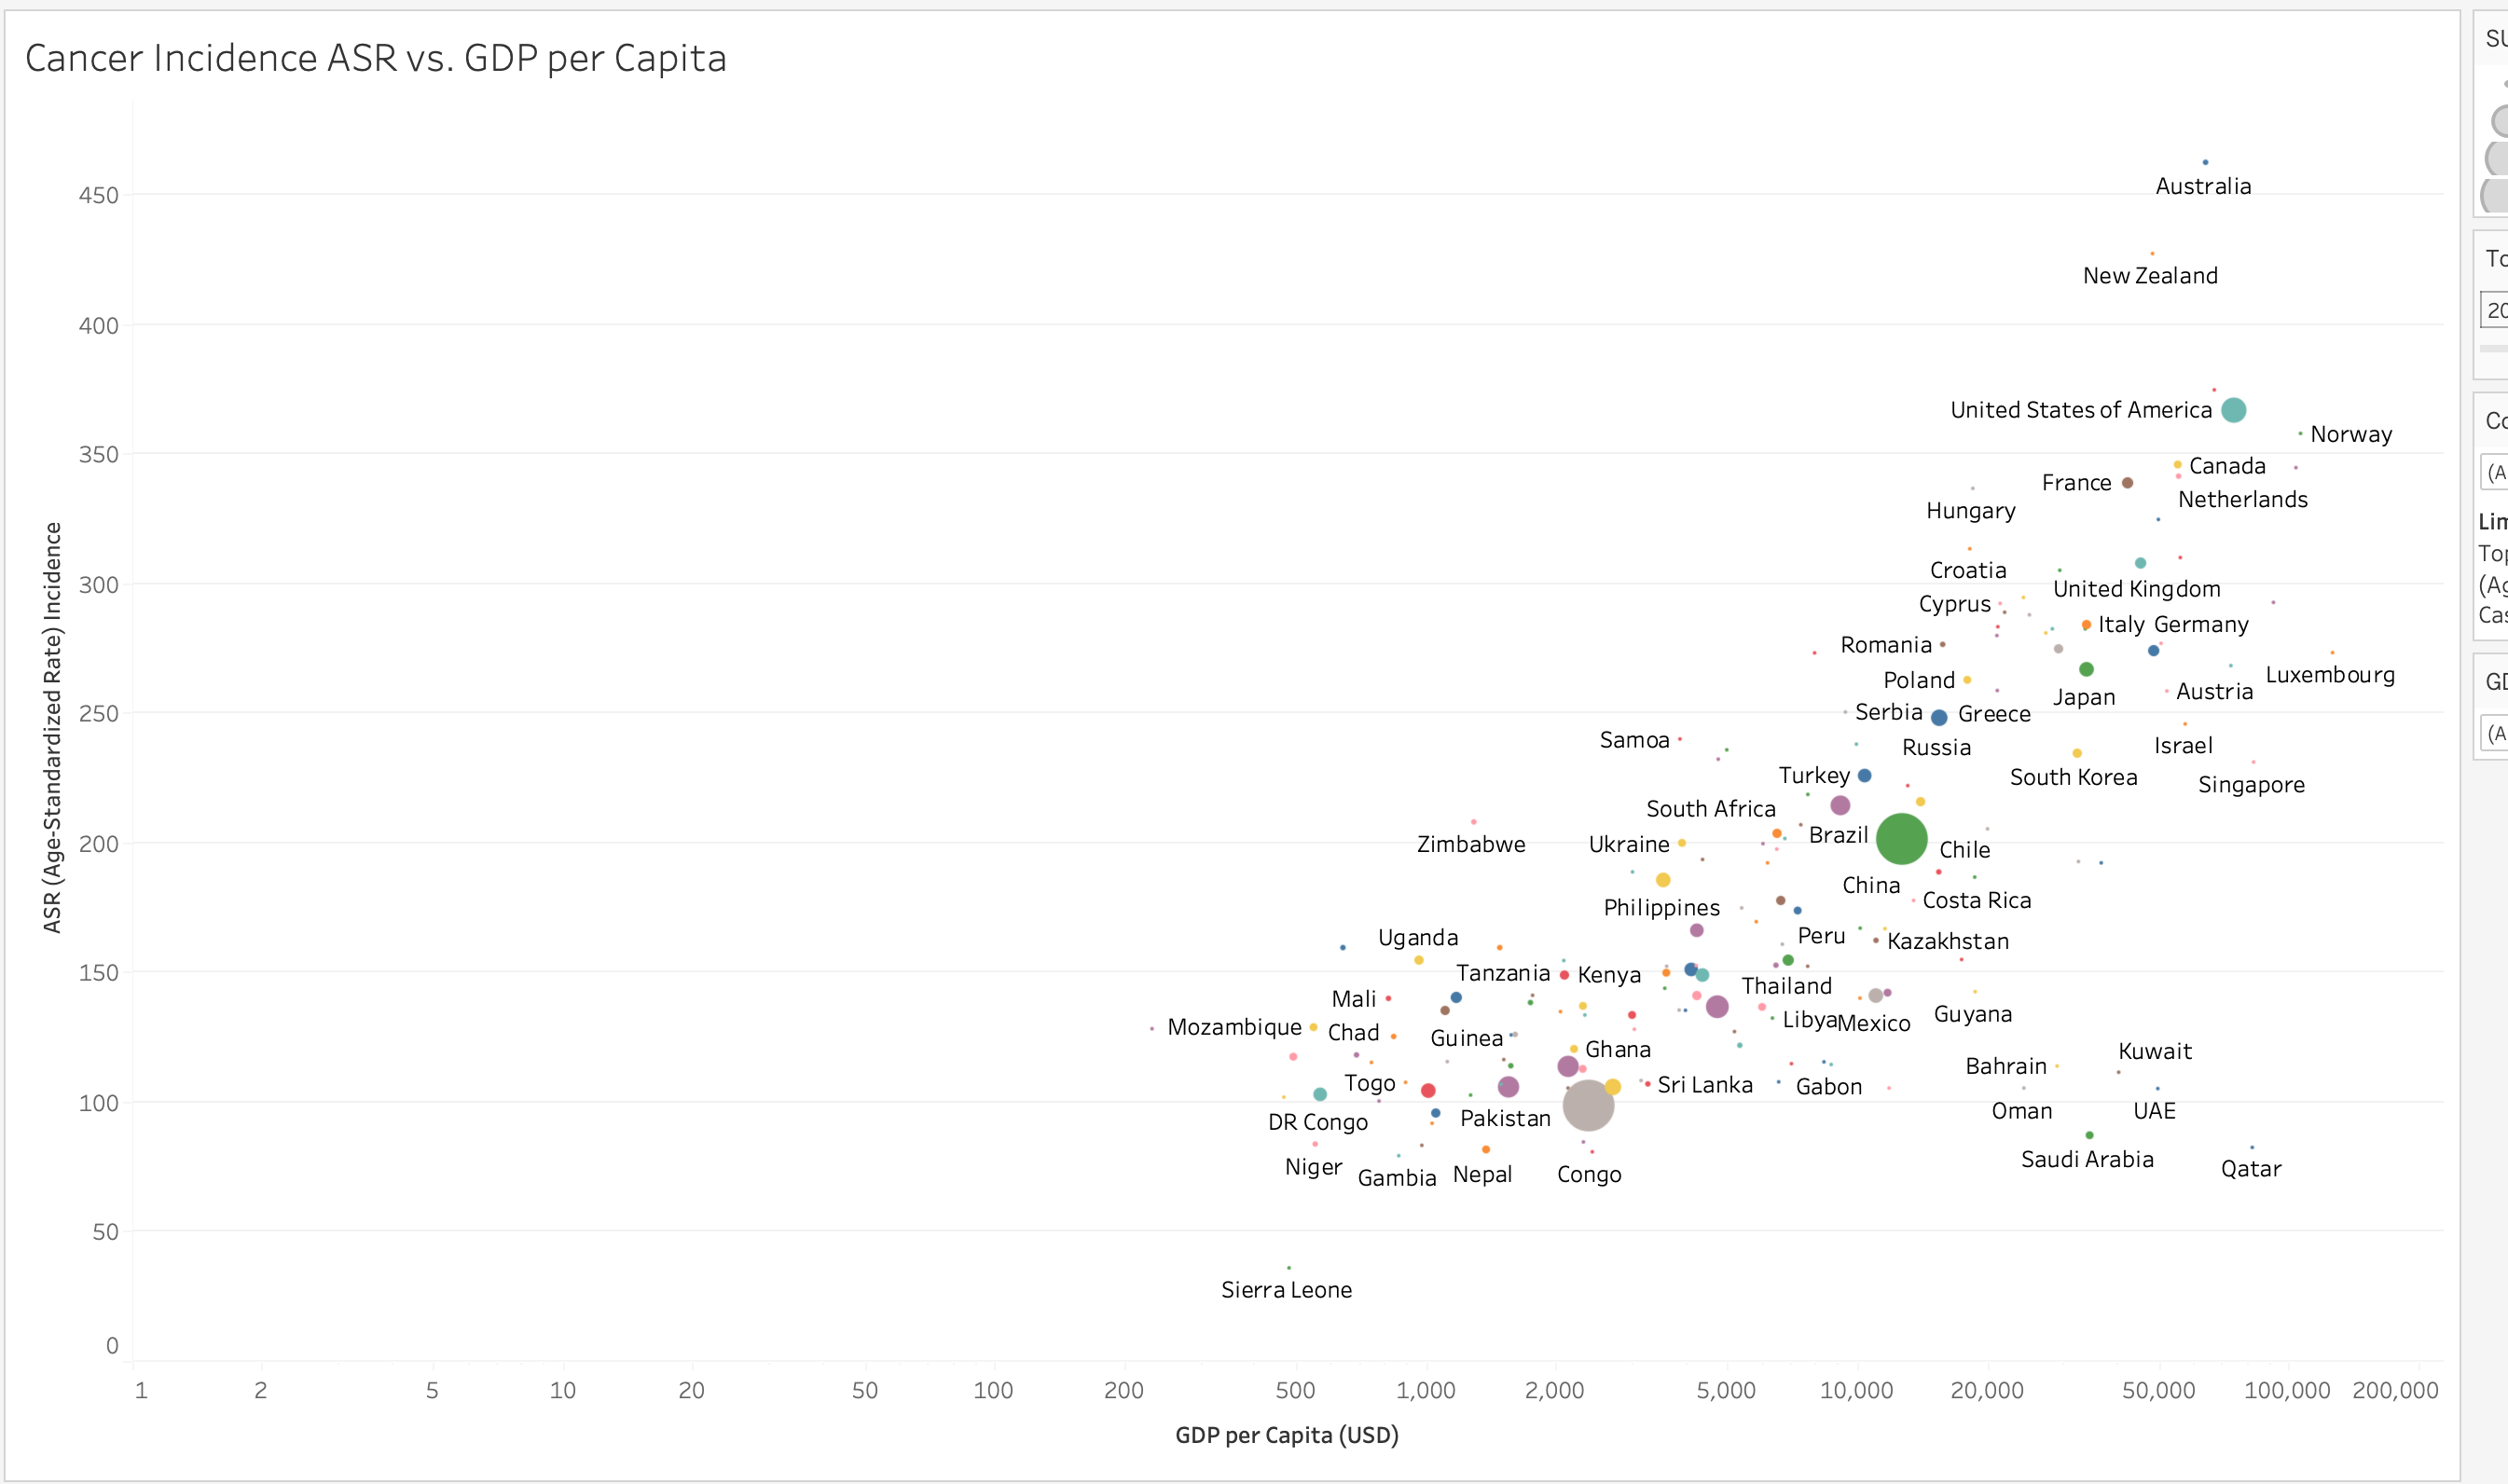 Cancer Incidence ASR vs. GDP per Capita
ASR (Age-Standardized Rate) Incidence
450
400
350
300
250
200
150
100
50
0
Australia
New Zealand
United States of America
Norway
Canada
France
Netherlands
Hungary
Croatia
United Kingdom
Cyprus
Italy
Germany
Romania
Luxembourg
Poland
Austria
Japan
Serbia
Greece
Samoa
Israel
Russia
Turkey
South Korea
Singapore
South Africa
Brazil
Zimbabwe
Ukraine
Chile
China
Costa Rica
Philippines
Peru
Uganda
Kazakhstan
Tanzania
Kenya
Thailand
Mali
Guyana
Libya
Mexico
Mozambique
Chad
Guinea
Ghana
Kuwait
Bahrain
Togo
Sri Lanka
Gabon
Oman
UAE
DR Congo
Pakistan
Saudi Arabia
Niger
Qatar
Gambia
Nepal
Congo
Sierra Leone
1
2
5
10
20
50
100
200
500
1,000
2,000
5,000
10,000
20,000
50,000
100,000
200,000
GDP per Capita (USD)